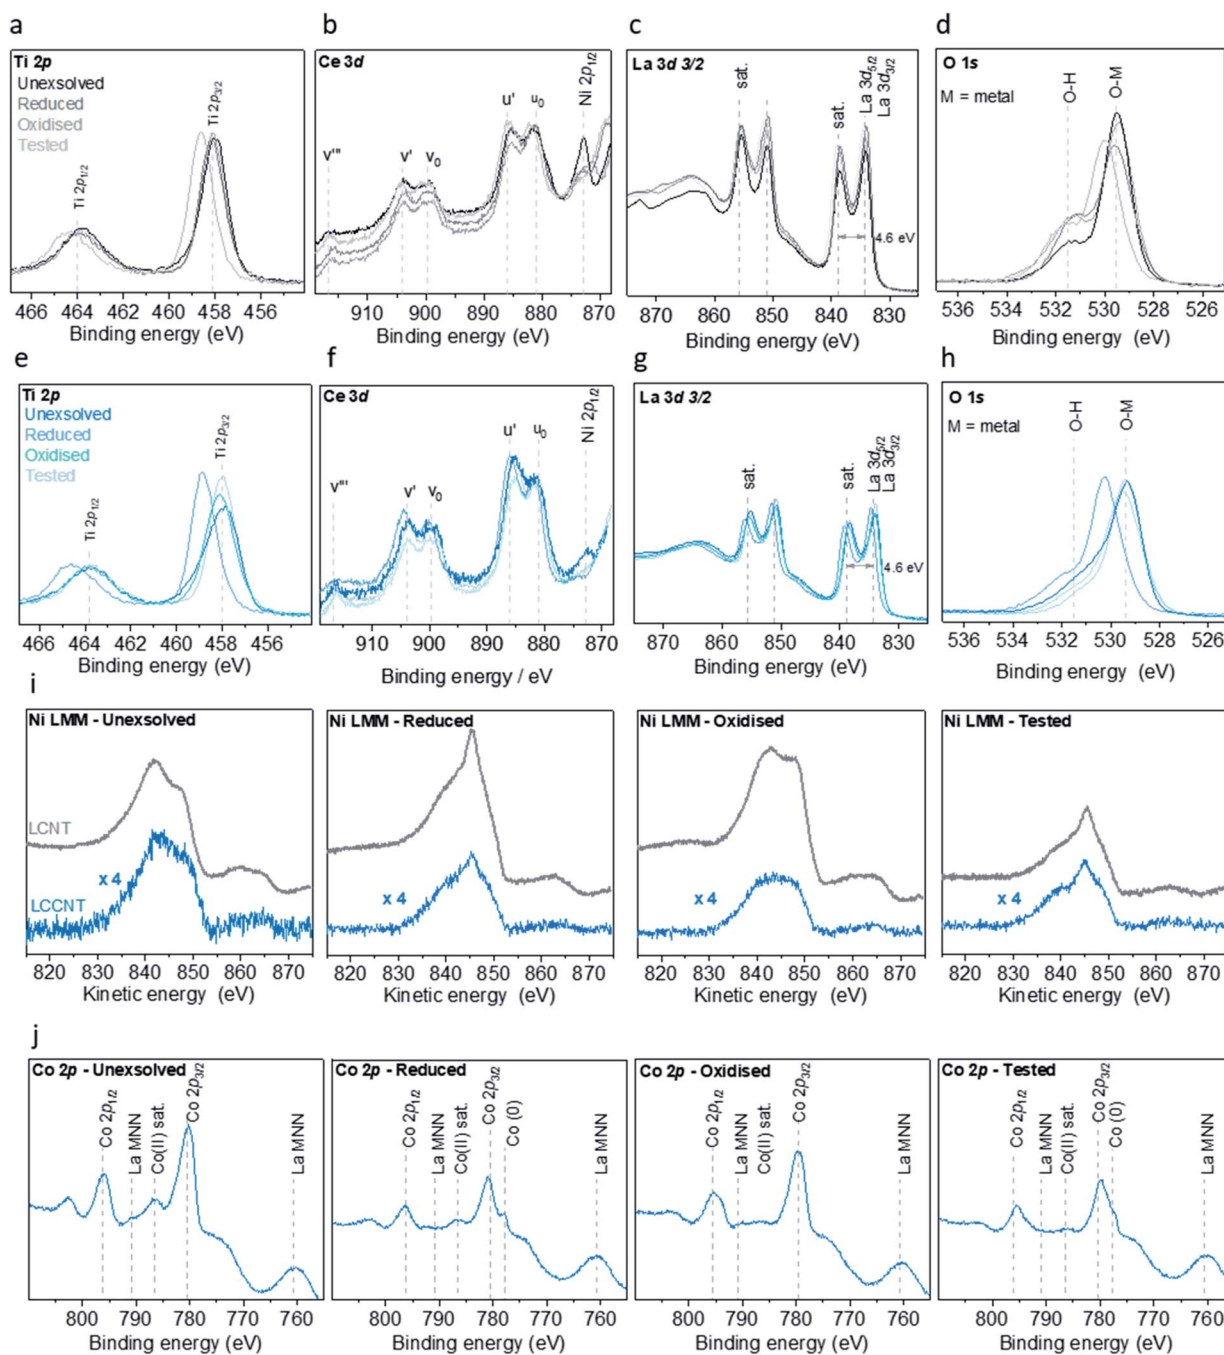 a
b
c
d
Ti 2p
Unexsolved
Reduced
Oxidised
Tested
Ti 2p1/2
Ti 2p3/2
466 464 462 460 458 456 454
Binding energy (eV)
Ce 3d
v'''
v'
v0
u'
u0
Ni 2p1/2
910 900 890 880 870
Binding energy (eV)
La 3d 3/2
sat.
sat.
La 3d5/2
La 3d3/2
4.6 eV
870 860 850 840 830
Binding energy (eV)
O 1s
M = metal
O-H
O-M
536 534 532 530 528 526
Binding energy (eV)
e
f
g
h
Ti 2p
Unexsolved
Reduced
Oxidised
Tested
Ti 2p1/2
Ti 2p3/2
466 464 462 460 458 456
Binding energy (eV)
Ce 3d
v'''
v'
v0
u'
u0
Ni 2p1/2
910 900 890 880 870
Binding energy / eV
La 3d 3/2
sat.
sat.
La 3d5/2
La 3d3/2
4.6 eV
870 860 850 840 830
Binding energy (eV)
O 1s
M = metal
O-H
O-M
536 534 532 530 528 526
Binding energy (eV)
i
Ni LMM - Unexsolved
LCNT
x 4
LCCNT
820 830 840 850 860 870
Kinetic energy (eV)
Ni LMM - Reduced
x 4
820 830 840 850 860 870
Kinetic energy (eV)
Ni LMM - Oxidised
x 4
820 830 840 850 860 870
Kinetic energy (eV)
Ni LMM - Tested
x 4
820 830 840 850 860 870
Kinetic energy (eV)
j
Co 2p - Unexsolved
Co 2p1/2
La MNN
Co(II) sat.
Co 2p3/2
La MNN
800 790 780 770 760
Binding energy (eV)
Co 2p - Reduced
Co 2p1/2
La MNN
Co(II) sat.
Co 2p3/2
Co (0)
La MNN
800 790 780 770 760
Binding energy (eV)
Co 2p - Oxidised
Co 2p1/2
La MNN
Co(II) sat.
Co 2p3/2
La MNN
800 790 780 770 760
Binding energy (eV)
Co 2p - Tested
Co 2p1/2
La MNN
Co(II) sat.
Co 2p3/2
Co (0)
La MNN
800 790 780 770 760
Binding energy (eV)